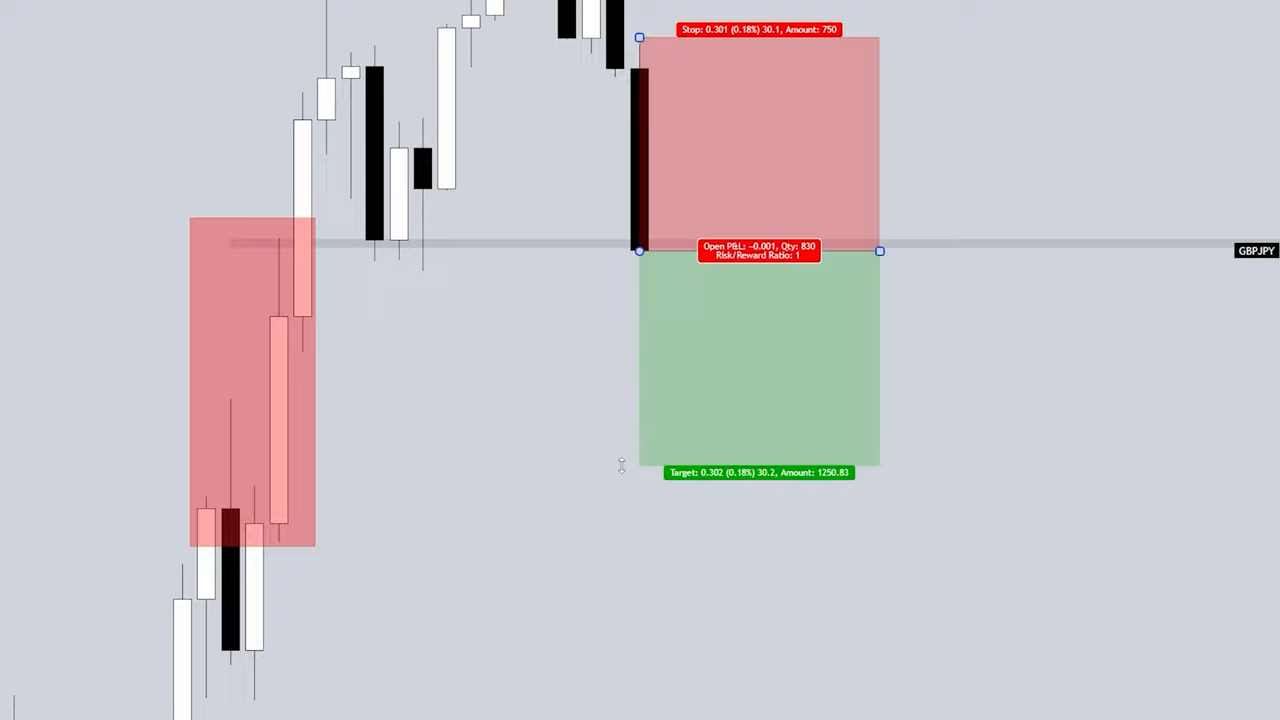 Stop: 0.301 (0.18%) 30.1, Amount: 750
Open P&L: −0.001, Qty: 830
Risk/Reward Ratio: 1
GBPJPY
Target: 0.302 (0.18%) 30.2, Amount: 1250.83